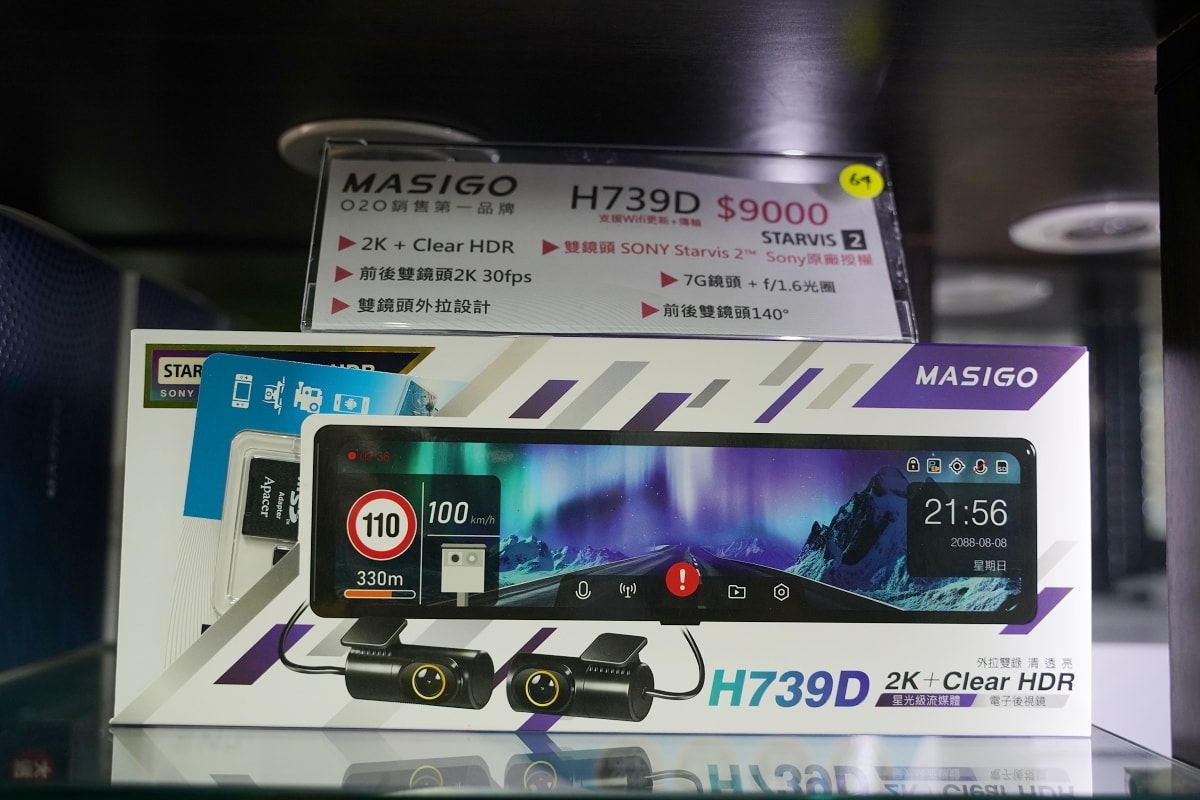 MASIGO
O2O銷售第一品牌
H739D $9000
支援Wifi更新+傳輸
64
STARVIS 2
2K + Clear HDR
雙鏡頭 SONY Starvis 2™ Sony原廠授權
前後雙鏡頭2K 30fps
7G鏡頭 + f/1.6光圈
雙鏡頭外拉設計
前後雙鏡頭140°
STAR
SONY
MASIGO
Adapter
Apacer
110
100 km/h
330m
21:56
2088-08-08
星期日
外拉雙錄 清 透 亮
H739D
2K+Clear HDR
星光級流媒體 電子後視鏡